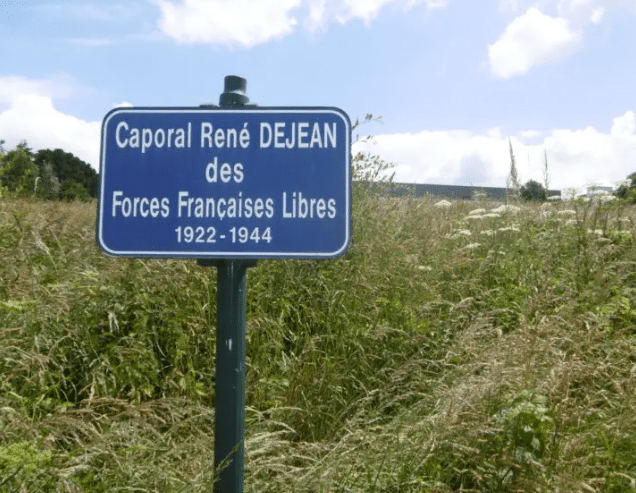 Caporal René DEJEAN
des
Forces Françaises Libres
1922-1944